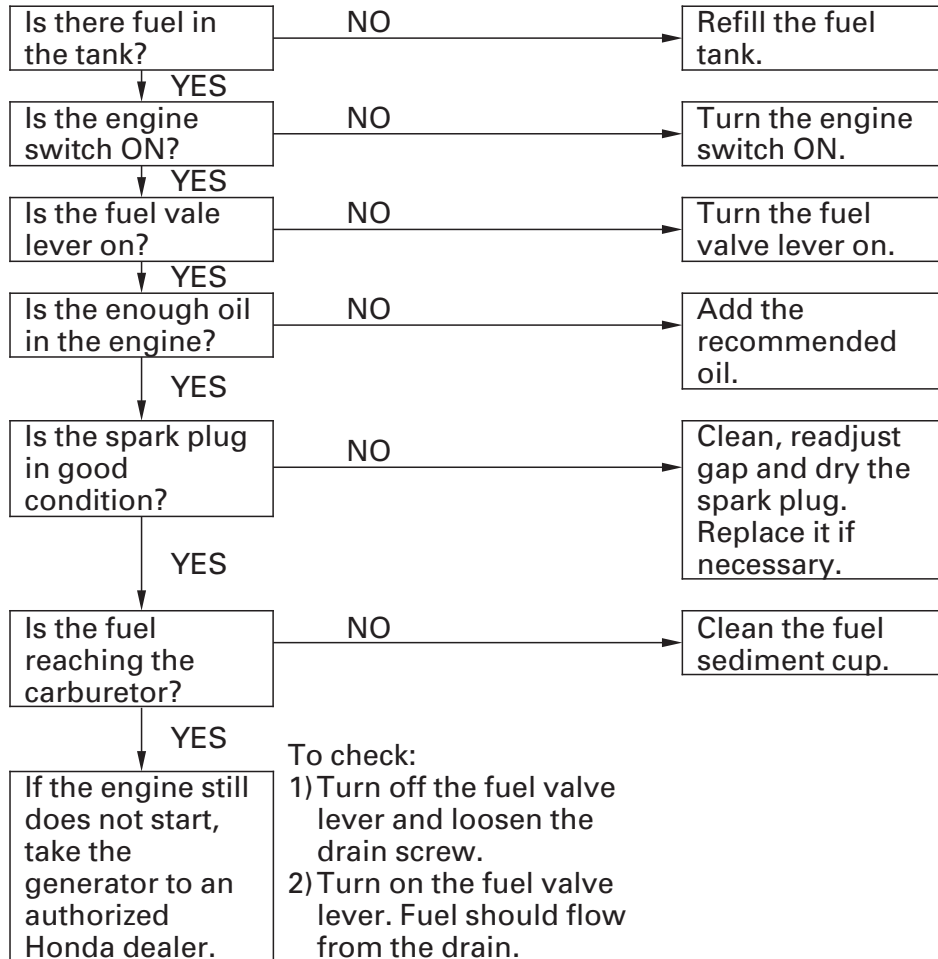 Is there fuel in
the tank?
NO
Refill the fuel
tank.
YES
Is the engine
switch ON?
NO
Turn the engine
switch ON.
YES
Is the fuel vale
lever on?
NO
Turn the fuel
valve lever on.
YES
Is the enough oil
in the engine?
NO
Add the
recommended
oil.
YES
Is the spark plug
in good
condition?
NO
Clean, readjust
gap and dry the
spark plug.
Replace it if
necessary.
YES
Is the fuel
reaching the
carburetor?
NO
Clean the fuel
sediment cup.
YES
If the engine still
does not start,
take the
generator to an
authorized
Honda dealer.
To check:
1) Turn off the fuel valve
lever and loosen the
drain screw.
2) Turn on the fuel valve
lever. Fuel should flow
from the drain.